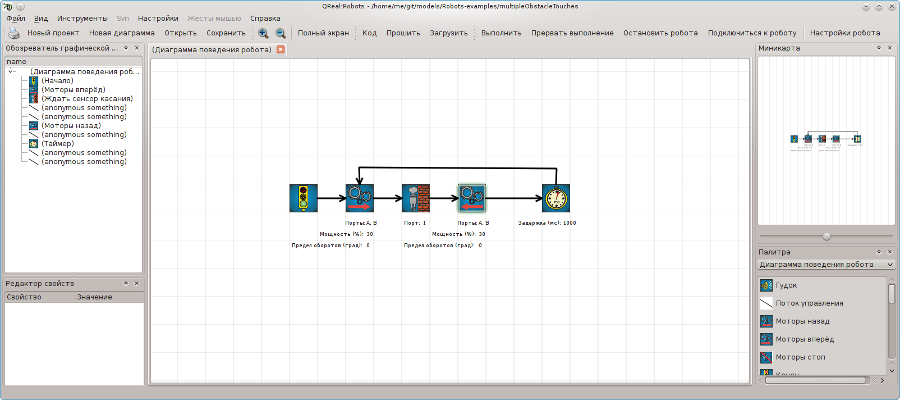 QReal:Robots - /home/me/git/models/Robots-examples/multipleObstacleTouches
Файл Вид Инструменты Svn Настройки Жесты мышью Справка
Новый проект Новая диаграмма Открыть Сохранить Полный экран Код Прошить Загрузить Выполнить Прервать выполнение Остановить робота Подключиться к роботу Настройки робота
Обозреватель графической ...
name
(Диаграмма поведения роб...
(Начало)
(Моторы вперёд)
(Ждать сенсор касания)
(anonymous something)
(anonymous something)
(Моторы назад)
(anonymous something)
(Таймер)
(anonymous something)
(anonymous something)
Редактор свойств
Свойство Значение
(Диаграмма поведения робота)
Порты: A, B
Мощность (%): 30
Предел оборотов (град): 0
Порт: 1
Порты: A, B
Мощность (%): 30
Предел оборотов (град): 0
Задержка (мс): 1000
Миникарта
Палитра
Диаграмма поведения робота
Гудок
Поток управления
Моторы назад
Моторы вперёд
Моторы стоп